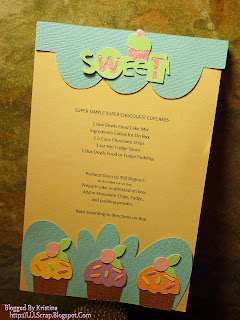 SWEET
SUPER SIMPLE SUPER CHOCOLATE CUPCAKES
1 Box Devils Food Cake Mix
Ingredients Called for On box
1.5 Cups Chocolate Chips
1 Jar Hot Fudge Sauce
1 Box Devils Food or Fudge Pudding
Preheat Oven to 350 Degrees
Prepare cake as directed on box
Add in Chocolate Chips, Fudge,
and pudding powder.
Bake according to directions on box
Blogged By Kristina
http://LLScrap.Blogspot.Com